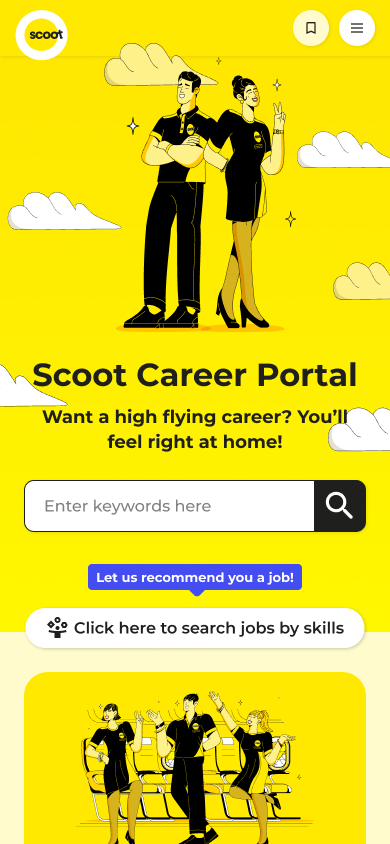 scoot
Scoot Career Portal
Want a high flying career? You'll
feel right at home!
Enter keywords here
Let us recommend you a job!
Click here to search jobs by skills